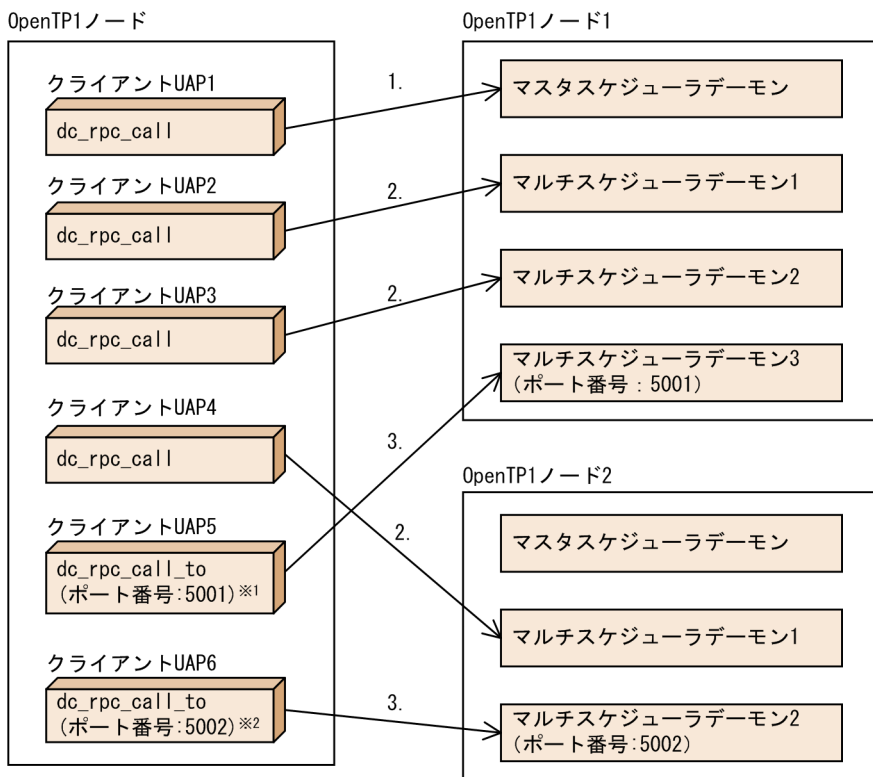 OpenTP1ノード
クライアントUAP1
dc_rpc_call
クライアントUAP2
dc_rpc_call
クライアントUAP3
dc_rpc_call
クライアントUAP4
dc_rpc_call
クライアントUAP5
dc_rpc_call_to
(ポート番号:5001)※1
クライアントUAP6
dc_rpc_call_to
(ポート番号:5002)※2
1.
2.
2.
3.
2.
3.
OpenTP1ノード1
マスタスケジューラデーモン
マルチスケジューラデーモン1
マルチスケジューラデーモン2
マルチスケジューラデーモン3
(ポート番号:5001)
OpenTP1ノード2
マスタスケジューラデーモン
マルチスケジューラデーモン1
マルチスケジューラデーモン2
(ポート番号:5002)